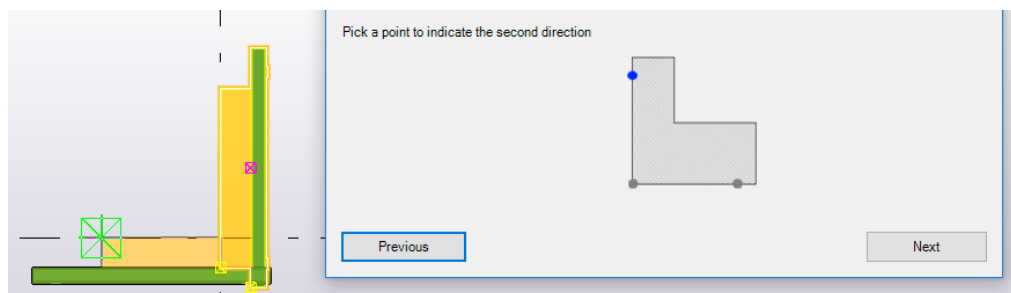 Pick a point to indicate the second direction
Previous
Next